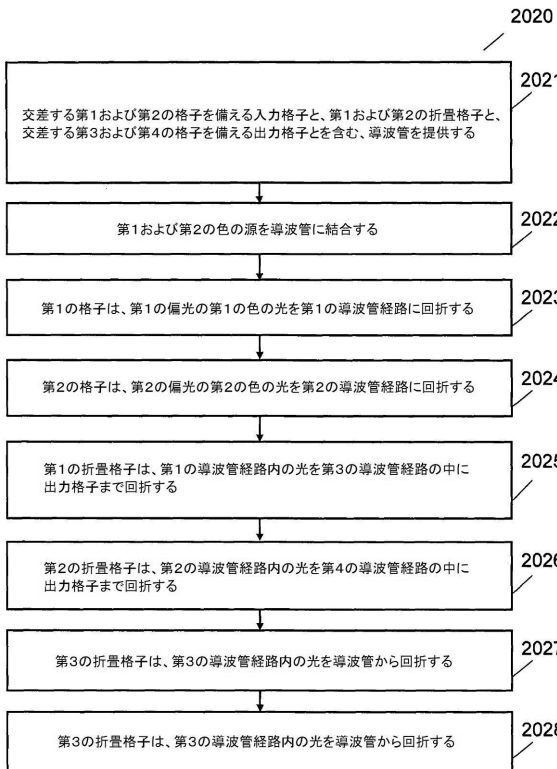 2020
2021
交差する第1および第2の格子を備える入力格子と、第1および第2の折畳格子と、
交差する第3および第4の格子を備える出力格子とを含む、導波管を提供する
2022
第1および第2の色の源を導波管に結合する
2023
第1の格子は、第1の偏光の第1の色の光を第1の導波管経路に回折する
2024
第2の格子は、第2の偏光の第2の色の光を第2の導波管経路に回折する
2025
第1の折畳格子は、第1の導波管経路内の光を第3の導波管経路の中に
出力格子まで回折する
2026
第2の折畳格子は、第2の導波管経路内の光を第4の導波管経路の中に
出力格子まで回折する
2027
第3の折畳格子は、第3の導波管経路内の光を導波管から回折する
2028
第3の折畳格子は、第3の導波管経路内の光を導波管から回折する